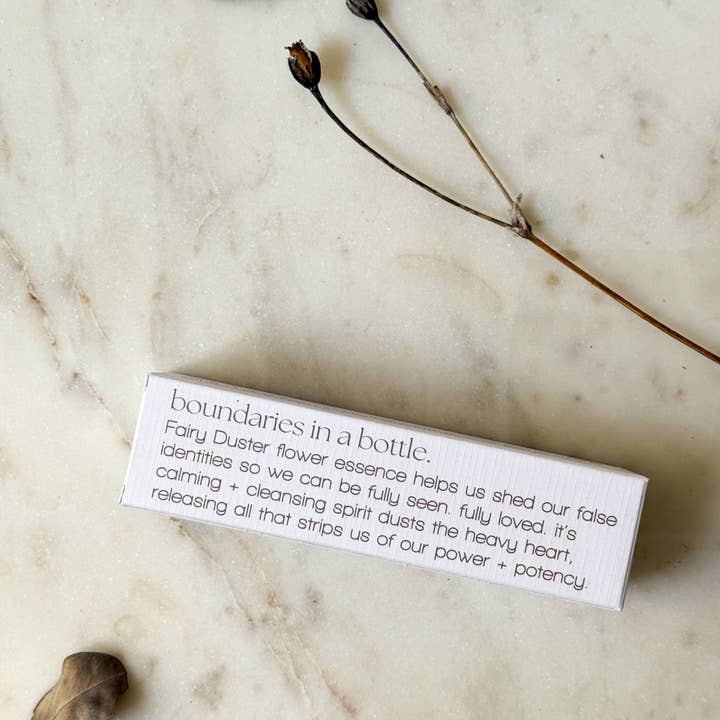 boundaries in a bottle.
Fairy Duster flower essence helps us shed our false
identities so we can be fully seen. fully loved. it's
calming + cleansing spirit dusts the heavy heart,
releasing all that strips us of our power + potency.